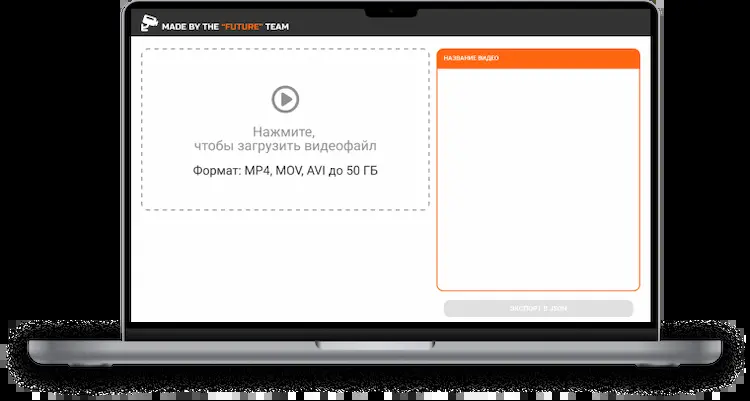 MADE BY THE "FUTURE" TEAM
Нажмите,
чтобы загрузить видеофайл
Формат: MP4, MOV, AVI до 50 ГБ
НАЗВАНИЕ ВИДЕО
ЭКСПОРТ В JSON